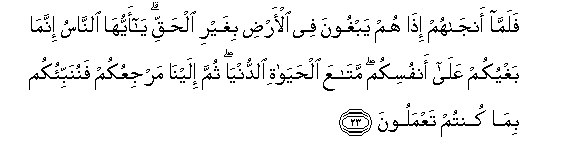 فَلَمَّآ أَنجَىٰهُمْ إِذَا هُمْ يَبْغُونَ فِى ٱلْأَرْضِ بِغَيْرِ ٱلْحَقِّ ۗ يَـٰٓأَيُّهَا ٱلنَّاسُ إِنَّمَا
بَغْيُكُمْ عَلَىٰٓ أَنفُسِكُم ۖ مَّتَـٰعَ ٱلْحَيَوٰةِ ٱلدُّنْيَا ۖ ثُمَّ إِلَيْنَا مَرْجِعُكُمْ فَنُنَبِّئُكُم
بِمَا كُنتُمْ تَعْمَلُونَ ﴿٢٣﴾